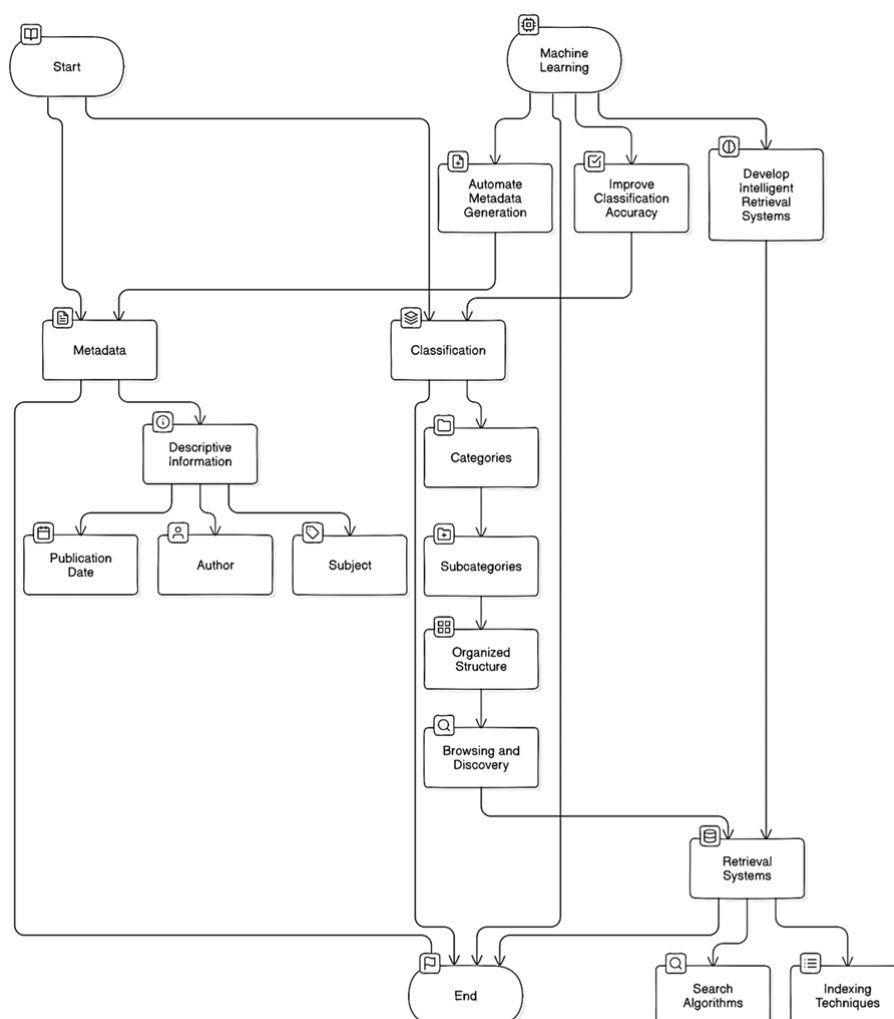 Start
Machine
Learning
Automate
Metadata
Generation
Improve
Classification
Accuracy
Develop
Intelligent
Retrieval
Systems
Metadata
Classification
Descriptive
Information
Categories
Publication
Date
Author
Subject
Subcategories
Organized
Structure
Browsing and
Discovery
Retrieval
Systems
End
Search
Algorithms
Indexing
Techniques